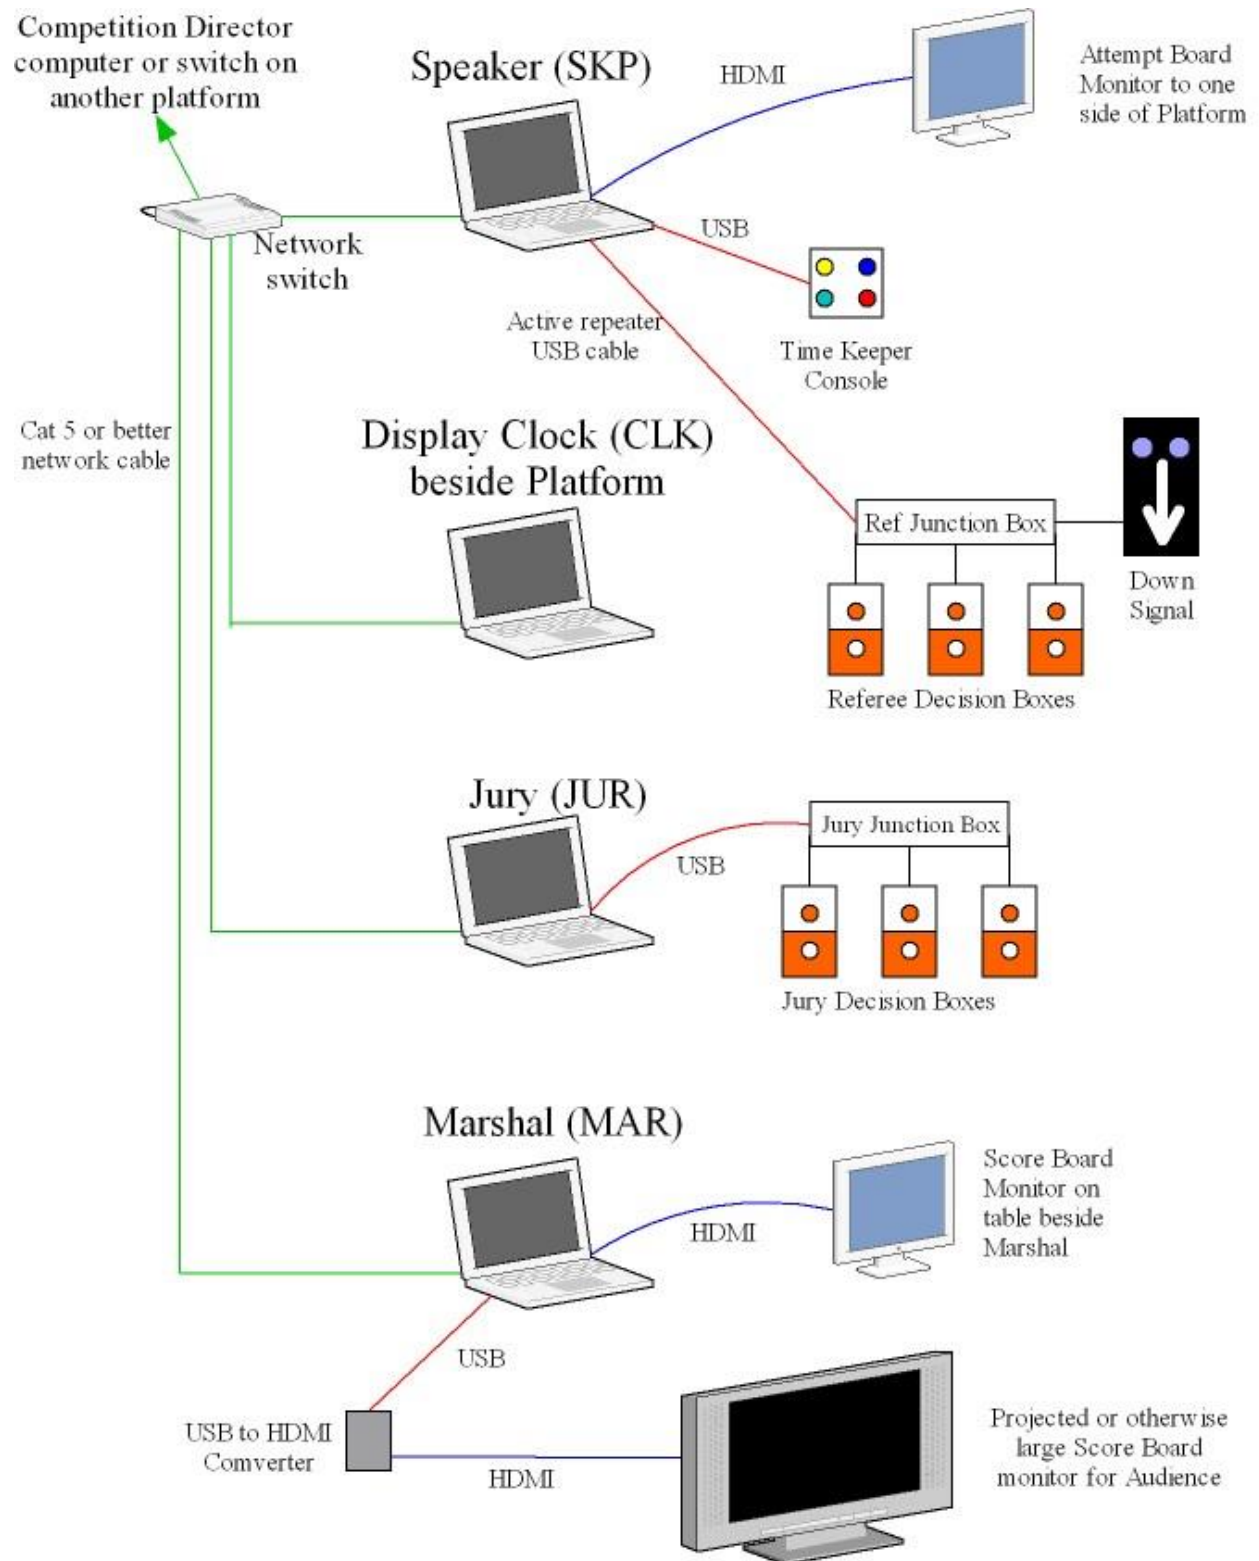 Competition Director
computer or switch on
another platform
Speaker (SKP)
HDMI
Attempt Board
Monitor to one
side of Platform
Network
switch
USB
Active repeater
USB cable
Time Keeper
Console
Cat 5 or better
network cable
Display Clock (CLK)
beside Platform
Ref Junction Box
Down
Signal
Referee Decision Boxes
Jury (JUR)
USB
Jury Junction Box
Jury Decision Boxes
Marshal (MAR)
HDMI
Score Board
Monitor on
table beside
Marshal
USB
USB to HDMI
Comverter
HDMI
Projected or otherwise
large Score Board
monitor for Audience